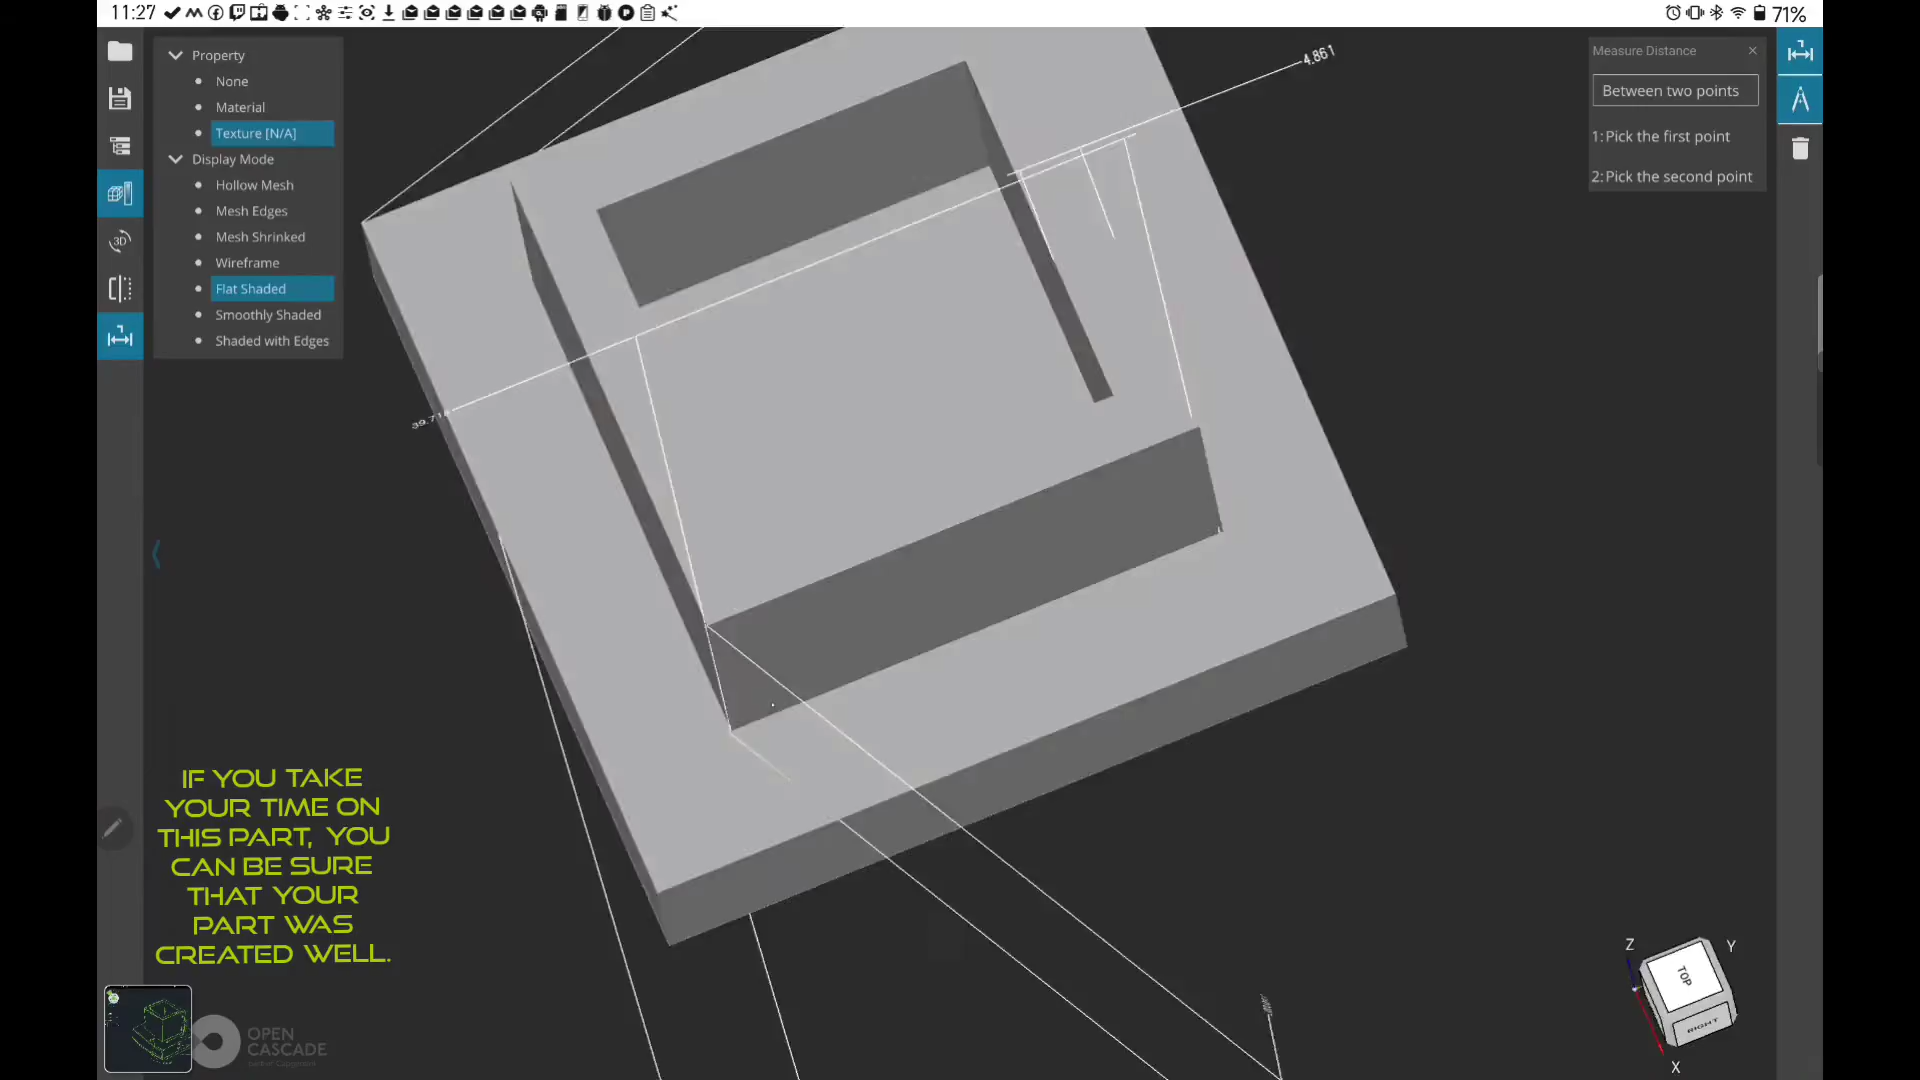 11:27
71%
Property
None
Material
Texture [N/A]
Display Mode
Hollow Mesh
Mesh Edges
Mesh Shrinked
Wireframe
Flat Shaded
Smoothly Shaded
Shaded with Edges
3D
4.861
Measure Distance
Between two points
1:Pick the first point
2:Pick the second point
IF YOU TAKE
YOUR TIME ON
THIS PART, YOU
CAN BE SURE
THAT YOUR
PART WAS
CREATED WELL.
OPEN
CASCADE
Z
Y
TOP
RIGHT
X